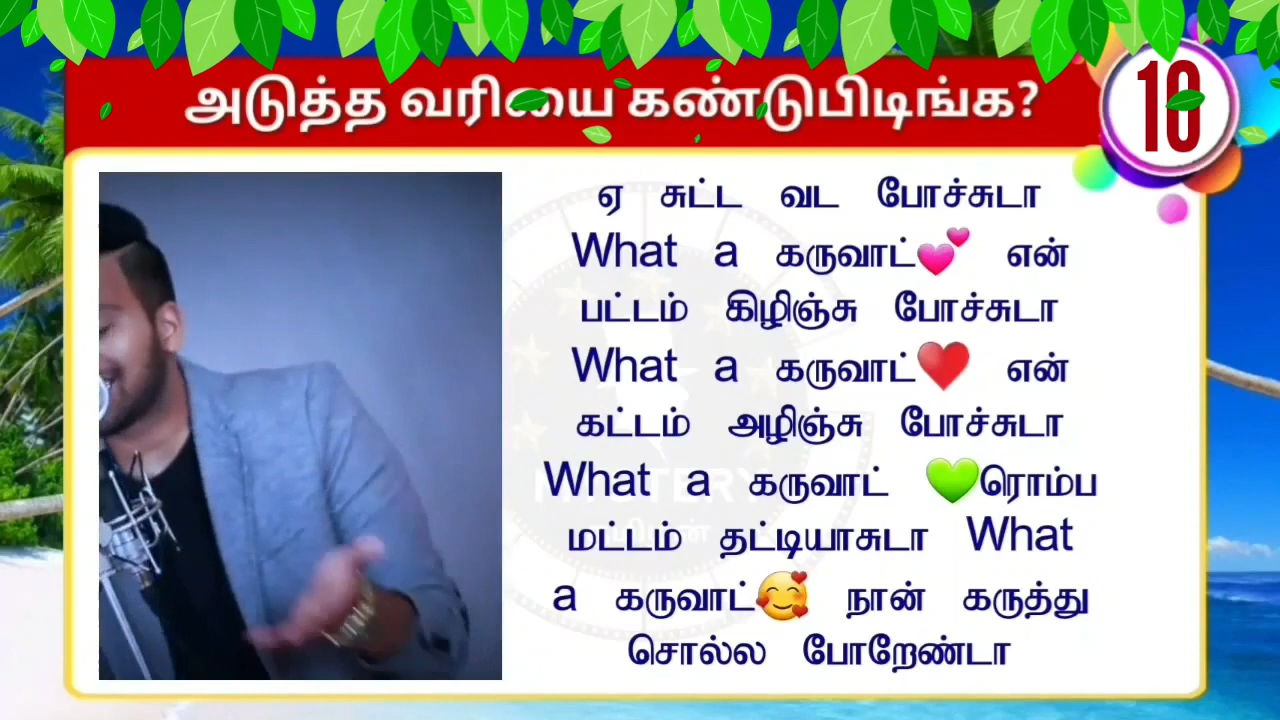 அடுத்த வரியை கண்டுபிடிங்க?
10
ஏ சுட்ட வட போச்சுடா
What a கருவாட்💕 என்
பட்டம் கிழிஞ்சு போச்சுடா
What a கருவாட்❤️ என்
கட்டம் அழிஞ்சு போச்சுடா
What a கருவாட் 💚ரொம்ப
மட்டம் தட்டியாசுடா What
a கருவாட்🥰 நான் கருத்து
சொல்ல போறேண்டா